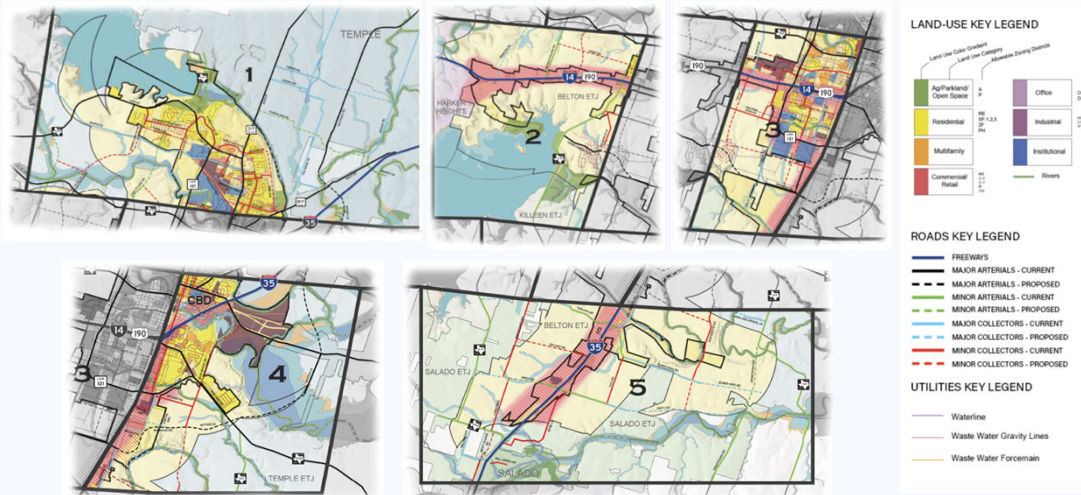 TEMPLE
1
35
14
190
BELTON ETJ
HARKER
HEIGHTS
2
KILLEEN ETJ
190
14
190
3
LAND-USE KEY LEGEND
Land Use Color Gradient
Land Use Category
Allowable Zoning Districts
Ag/Parkland/
Open Space
Residential
Multifamily
Commercial/
Retail
Office
Industrial
Institutional
Rivers
CBD
35
14
190
3
4
TEMPLE ETJ
BELTON ETJ
35
SALADO ETJ
5
SALADO ETJ
SALADO
ROADS KEY LEGEND
FREEWAYS
MAJOR ARTERIALS - CURRENT
MAJOR ARTERIALS - PROPOSED
MINOR ARTERIALS - CURRENT
MINOR ARTERIALS - PROPOSED
MAJOR COLLECTORS - CURRENT
MAJOR COLLECTORS - PROPOSED
MINOR COLLECTORS - CURRENT
MINOR COLLECTORS - PROPOSED
UTILITIES KEY LEGEND
Waterline
Waste Water Gravity Lines
Waste Water Forcemain